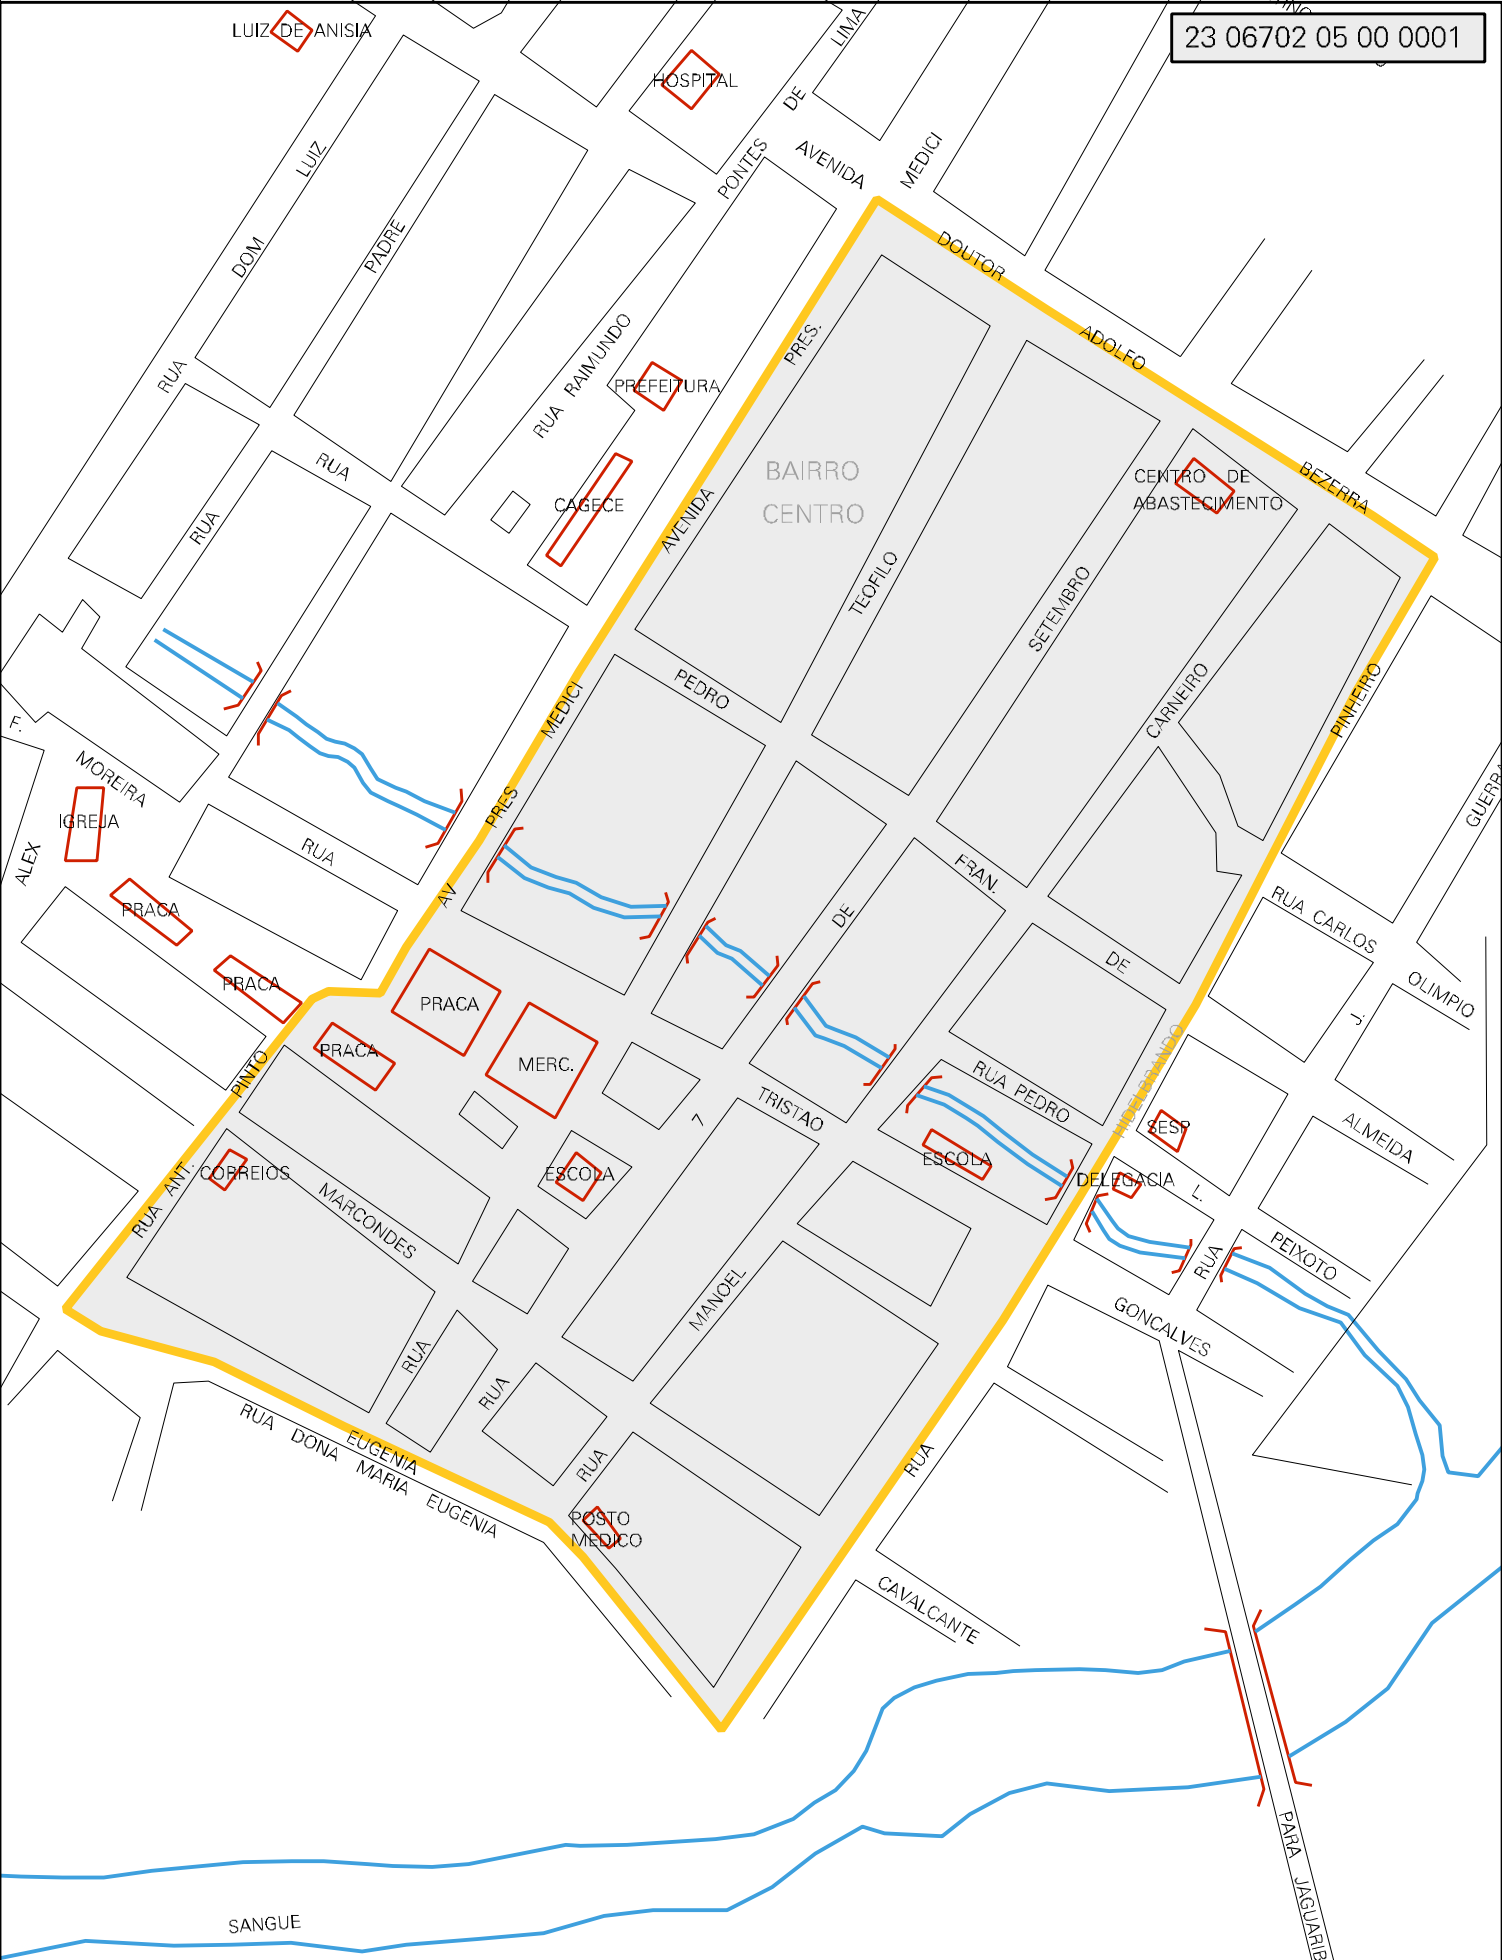 23 06702 05 00 0001
LUIZ DE ANISIA
HOSPITAL
LIMA
DE
PONTES
AVENIDA
MEDICI
DOUTOR
ADOLFO
BEZERRA
LUIZ
DOM
RUA
PADRE
RUA
RUA
RUA RAIMUNDO
PREFEITURA
CAGECE
PRES.
AVENIDA
MEDICI
PRES
AV
BAIRRO
CENTRO
CENTRO DE
ABASTECIMENTO
TEOFILO
SETEMBRO
CARNEIRO
PINHEIRO
PEDRO
FRAN.
DE
DE
GUERRA
F.
MOREIRA
IGREJA
ALEX
RUA
PRACA
PRACA
PRACA
PRACA
MERC.
RUA CARLOS
OLIMPIO
J.
HIDELBRANDO
RUA PEDRO
TRISTAO
7
PINTO
RUA ANT.
CORREIOS
MARCONDES
ESCOLA
ESCOLA
SESP
DELEGACIA
L.
ALMEIDA
PEIXOTO
RUA
GONCALVES
MANOEL
RUA
RUA
RUA
RUA
RUA DONA MARIA EUGENIA
EUGENIA
POSTO
MEDICO
CAVALCANTE
PARA JAGUARIB
SANGUE